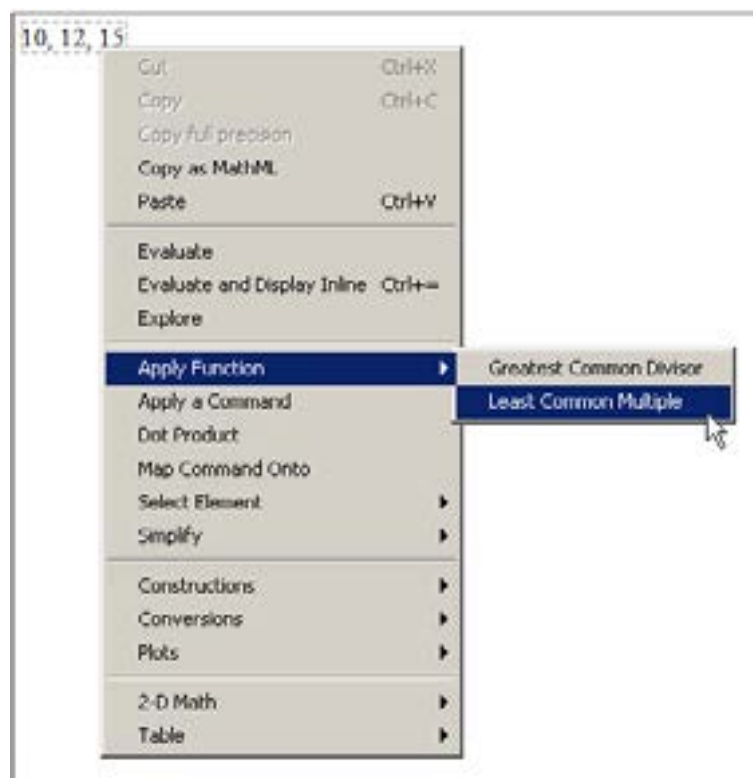 10, 12, 15
Cut Ctrl+X
Copy Ctrl+C
Copy full precision
Copy as MathML
Paste Ctrl+V
Evaluate
Evaluate and Display Inline Ctrl+=
Explore
Apply Function
Greatest Common Divisor
Apply a Command
Least Common Multiple
Dot Product
Map Command Onto
Select Element
Simplify
Constructions
Conversions
Plots
2-D Math
Table